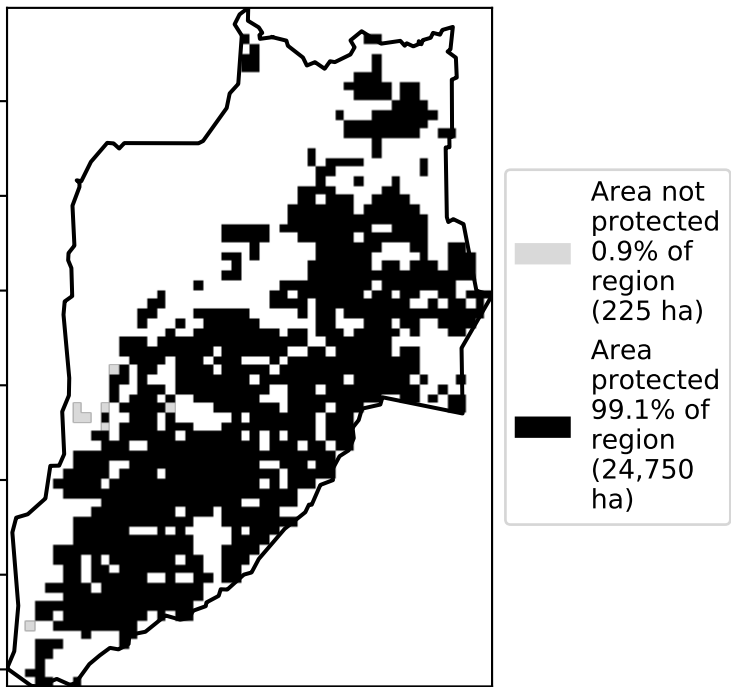 Area not
protected
0.9% of
region
(225 ha)
Area
protected
99.1% of
region
(24,750
ha)